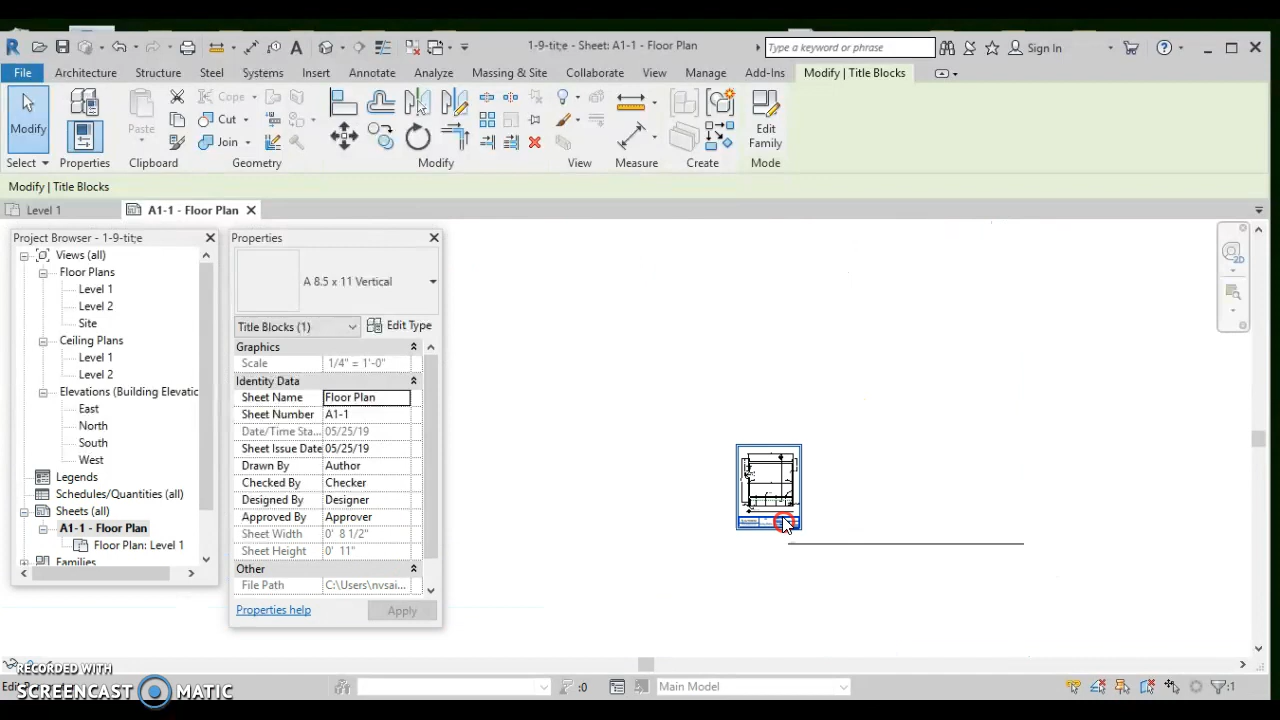 1-9-title - Sheet: A1-1 - Floor Plan
Type a keyword or phrase
Sign In
File Architecture Structure Steel Systems Insert Annotate Analyze Massing & Site Collaborate View Manage Add-Ins Modify | Title Blocks
Modify
Paste
Cope
Cut
Join
Edit Family
Select Properties Clipboard Geometry Modify View Measure Create Mode
Modify | Title Blocks
Level 1
A1-1 - Floor Plan
Project Browser - 1-9-title
Views (all)
Floor Plans
Level 1
Level 2
Site
Ceiling Plans
Level 1
Level 2
Elevations (Building Elevatio
East
North
South
West
Legends
Schedules/Quantities (all)
Sheets (all)
A1-1 - Floor Plan
Floor Plan: Level 1
Families
Properties
A 8.5 x 11 Vertical
Title Blocks (1)
Edit Type
Graphics
Scale 1/4" = 1'-0"
Identity Data
Sheet Name Floor Plan
Sheet Number A1-1
Date/Time Sta... 05/25/19
Sheet Issue Date 05/25/19
Drawn By Author
Checked By Checker
Designed By Designer
Approved By Approver
Sheet Width 0' 8 1/2"
Sheet Height 0' 11"
Other
File Path C:\Users\nvsai...
Properties help
Apply
2D
RECORDED WITH
SCREENCAST MATIC
:0
Main Model
:1